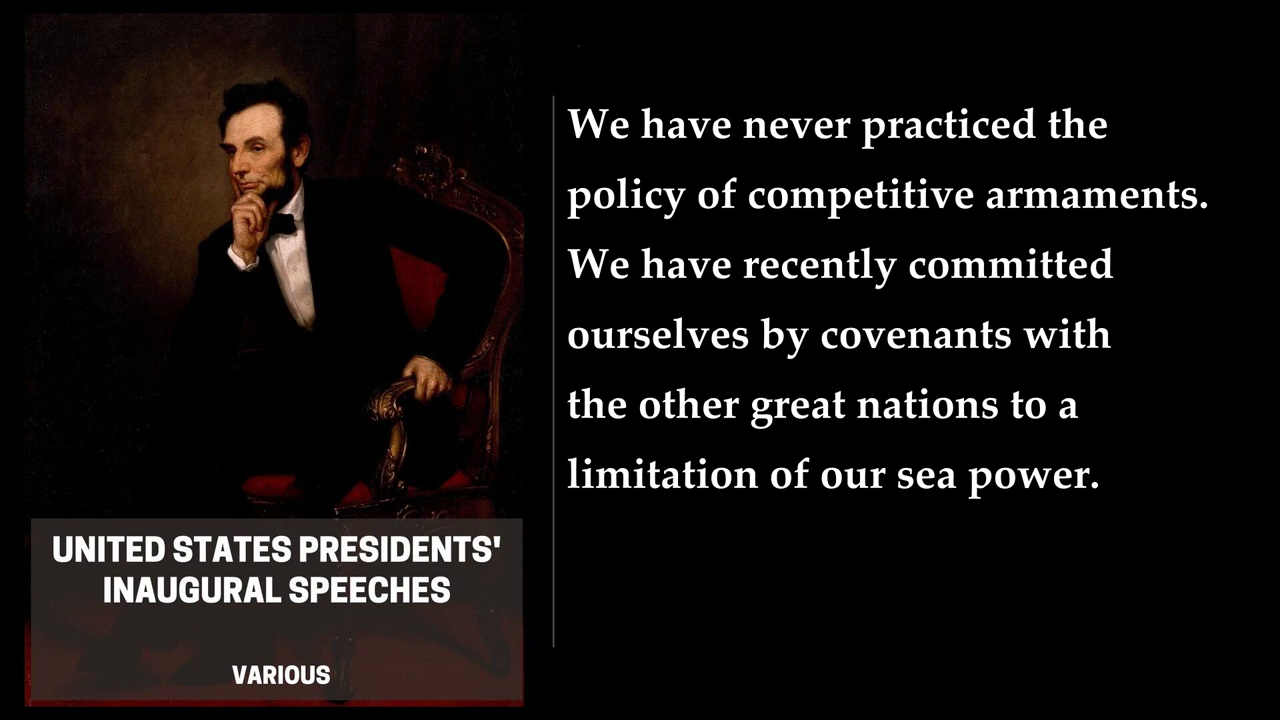 We have never practiced the
policy of competitive armaments.
We have recently committed
ourselves by covenants with
the other great nations to a
limitation of our sea power.
UNITED STATES PRESIDENTS'
INAUGURAL SPEECHES
VARIOUS